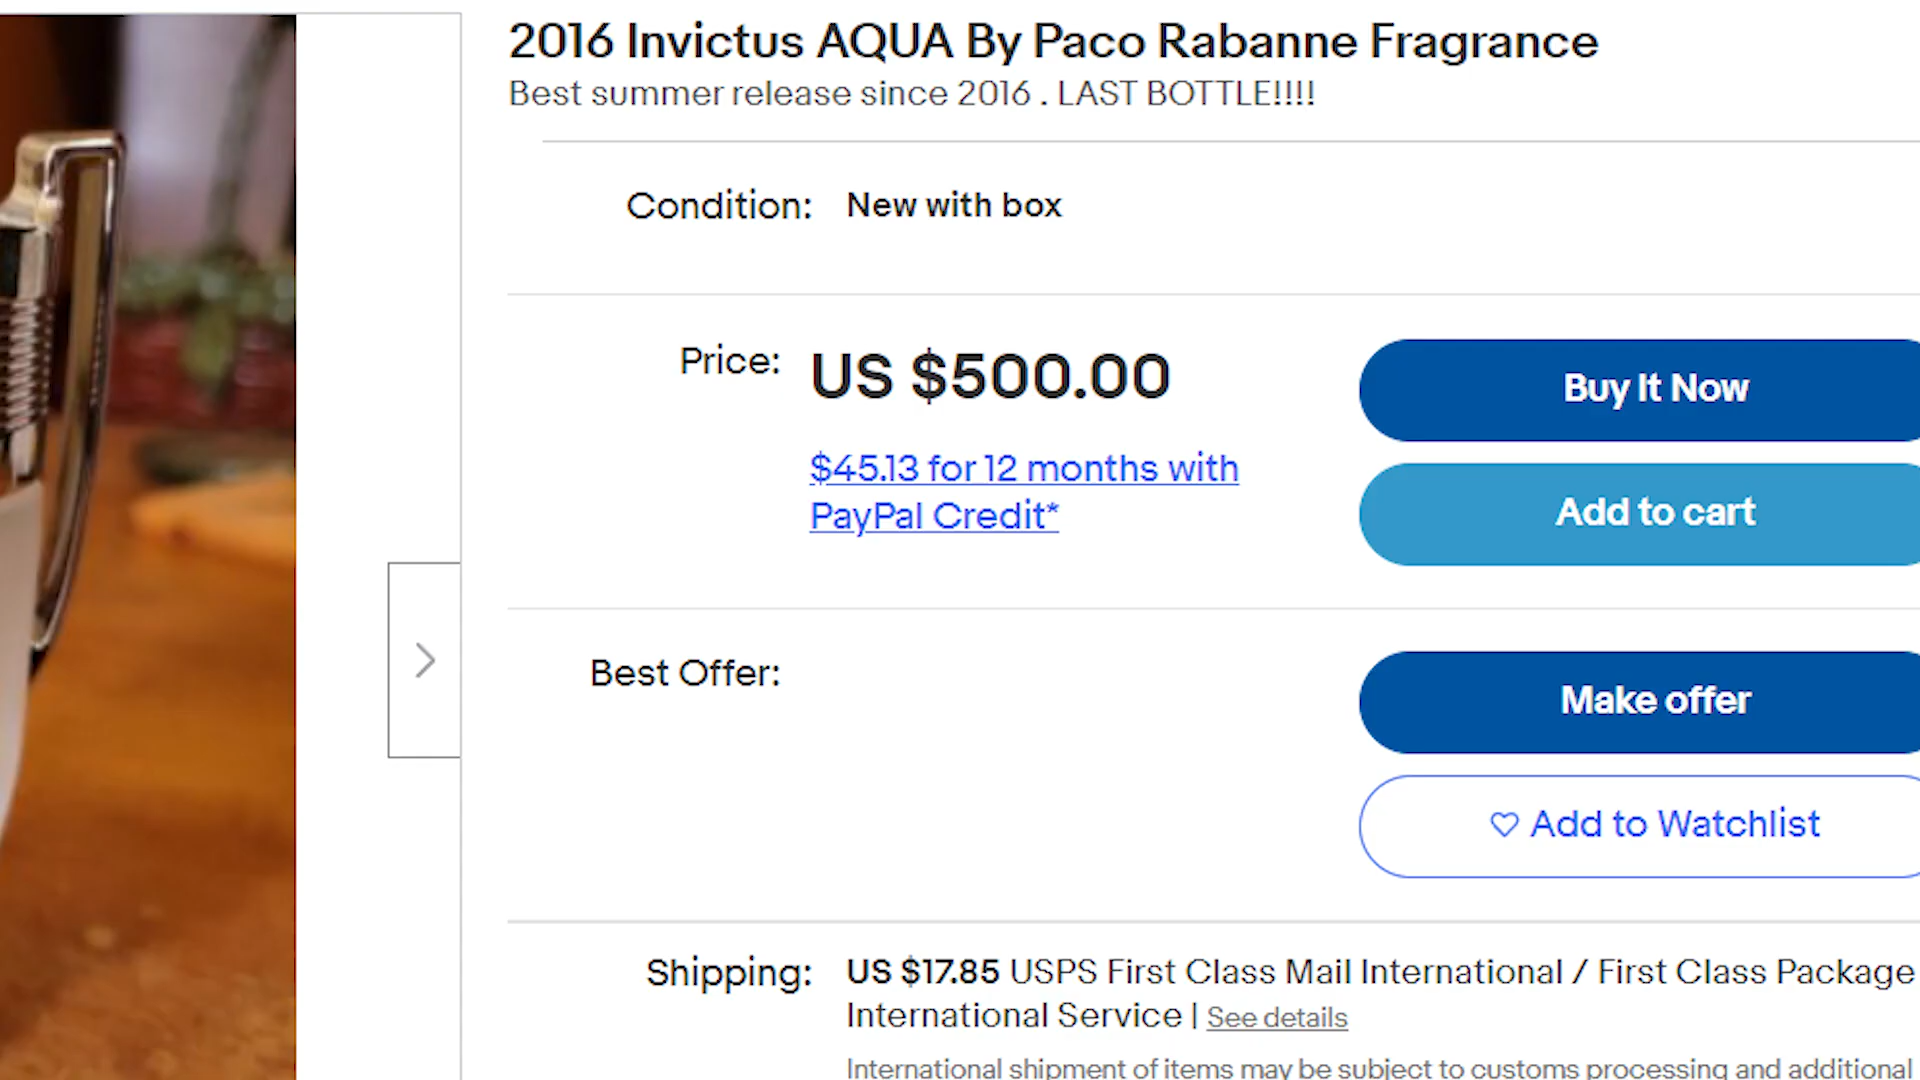 2016 Invictus AQUA By Paco Rabanne Fragrance
Best summer release since 2016 . LAST BOTTLE!!!!
Condition: New with box
Price: US $500.00
Buy It Now
$45.13 for 12 months with
PayPal Credit*
Add to cart
Best Offer:
Make offer
Add to Watchlist
Shipping: US $17.85 USPS First Class Mail International / First Class Package
International Service | See details
International shipment of items may be subject to customs processing and additional